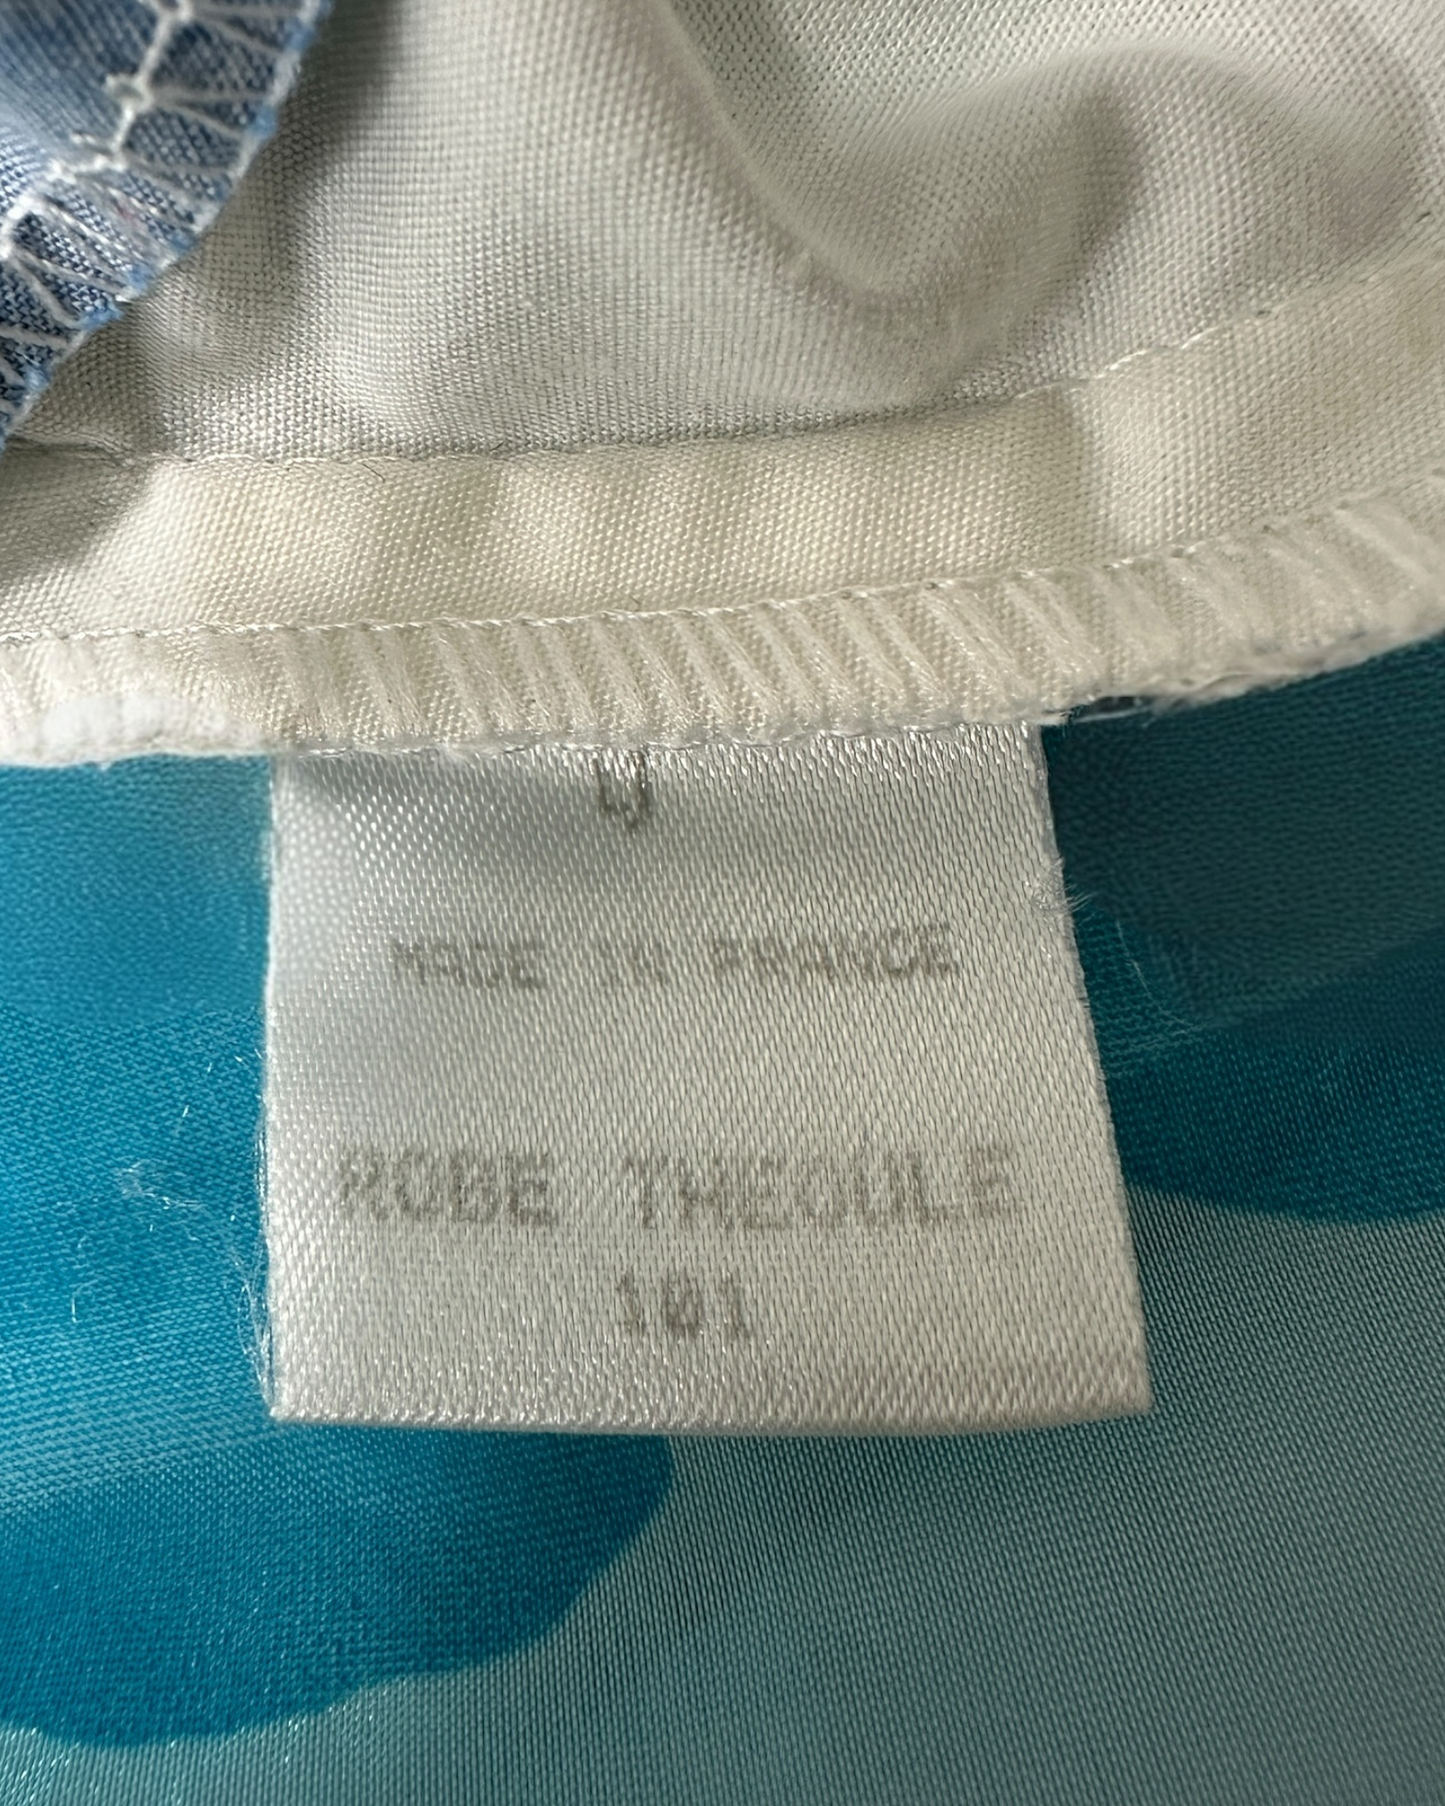 MADE IN FRANCE
ROBE THEOULE
101